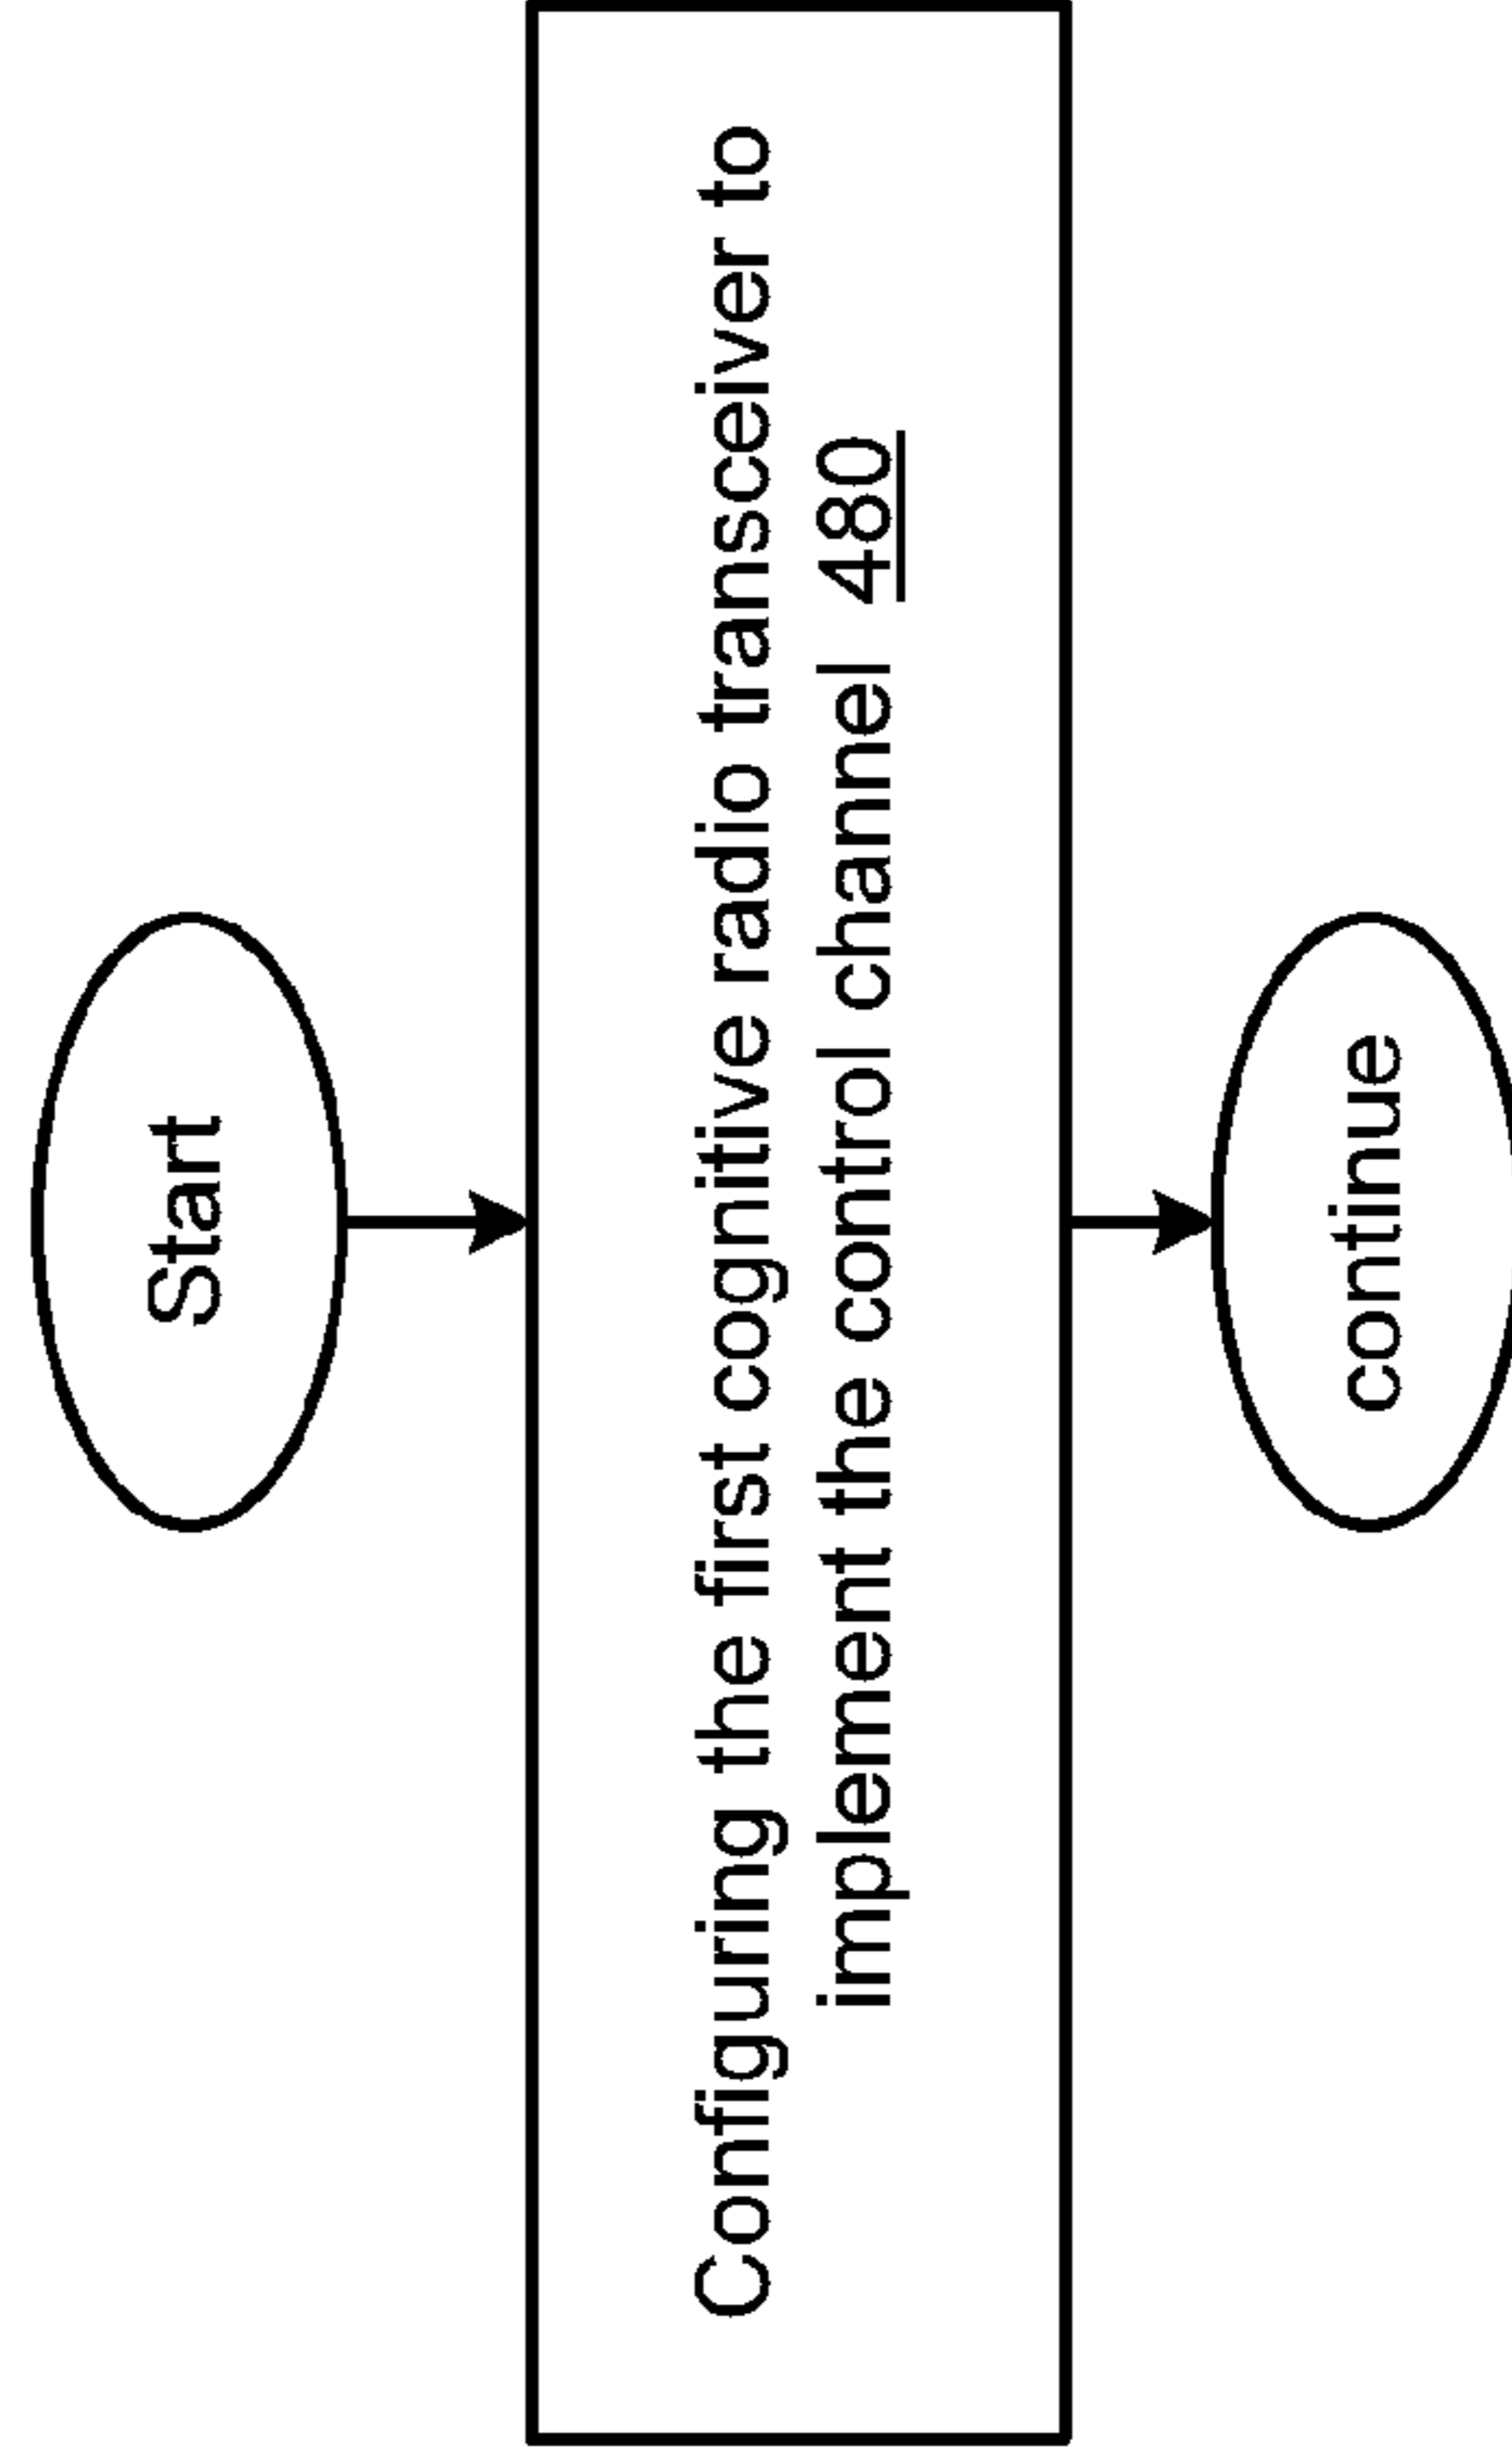 Start
Configuring the first cognitive radio transceiver to
implement the control channel 480
continue